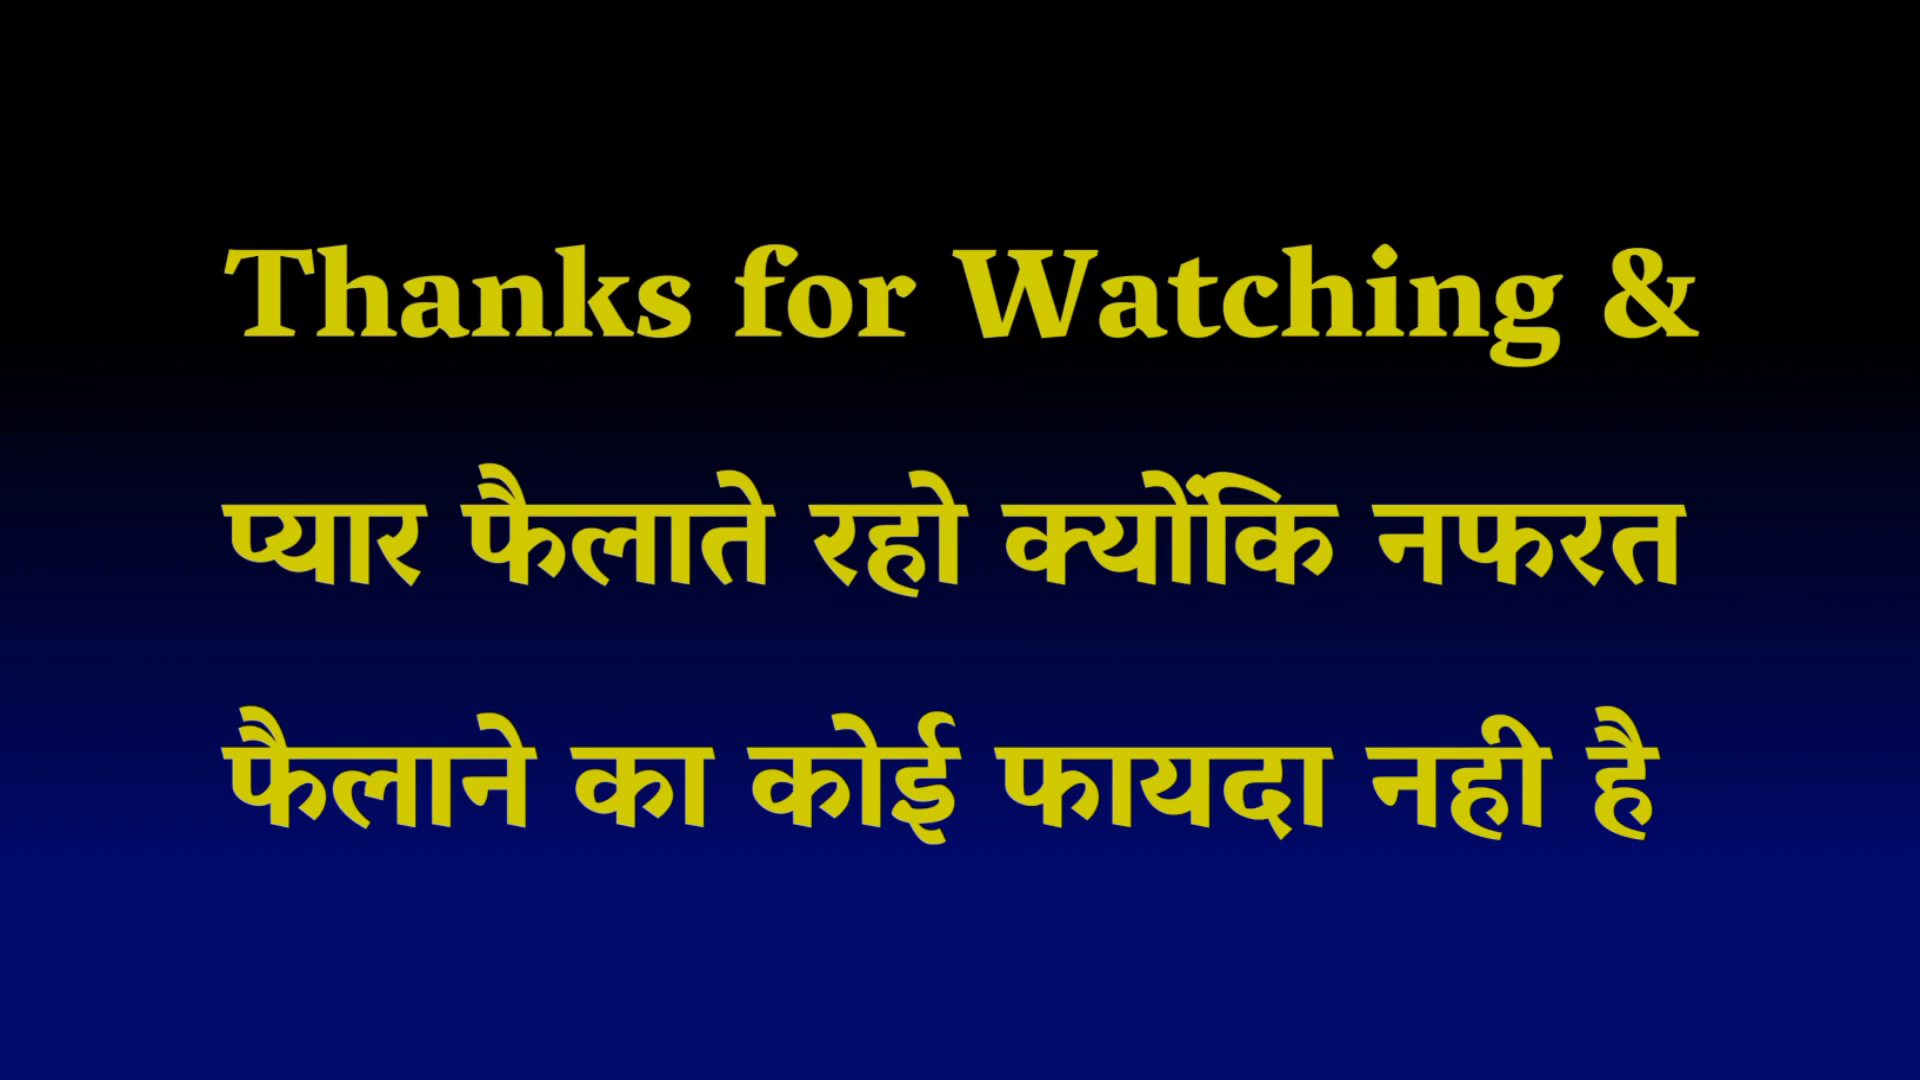 Thanks for Watching &
प्यार फैलाते रहो क्योंकि नफरत
फैलाने का कोई फायदा नही है